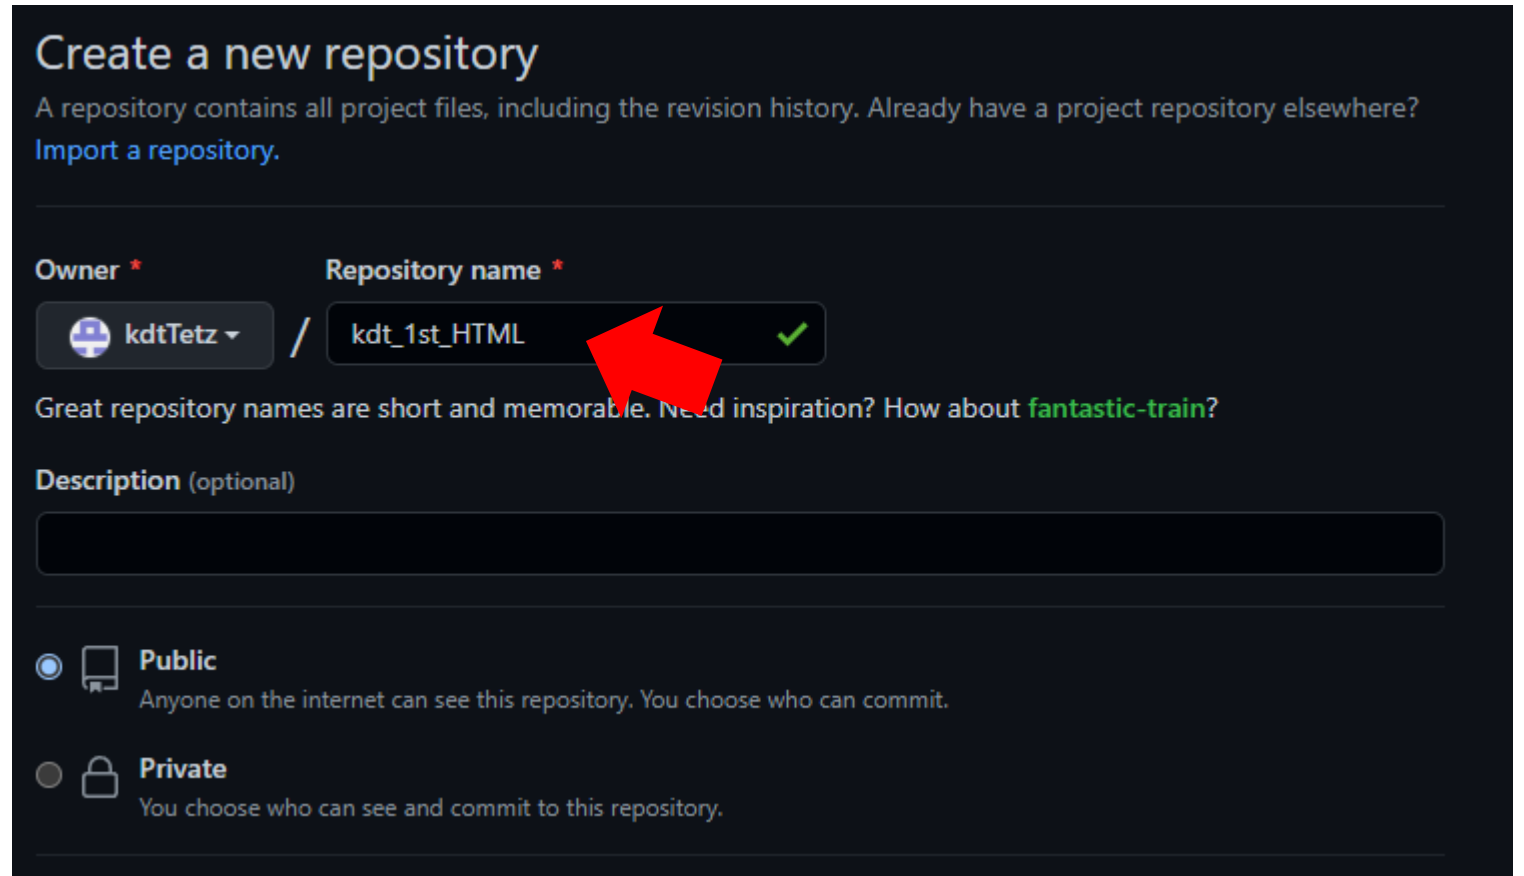 Create a new repository
A repository contains all project files, including the revision history. Already have a project repository elsewhere?
Import a repository.
Owner * Repository name *
kdtTetz / kdt_1st_HTML
Great repository names are short and memorable. Need inspiration? How about fantastic-train?
Description (optional)
Public
Anyone on the internet can see this repository. You choose who can commit.
Private
You choose who can see and commit to this repository.